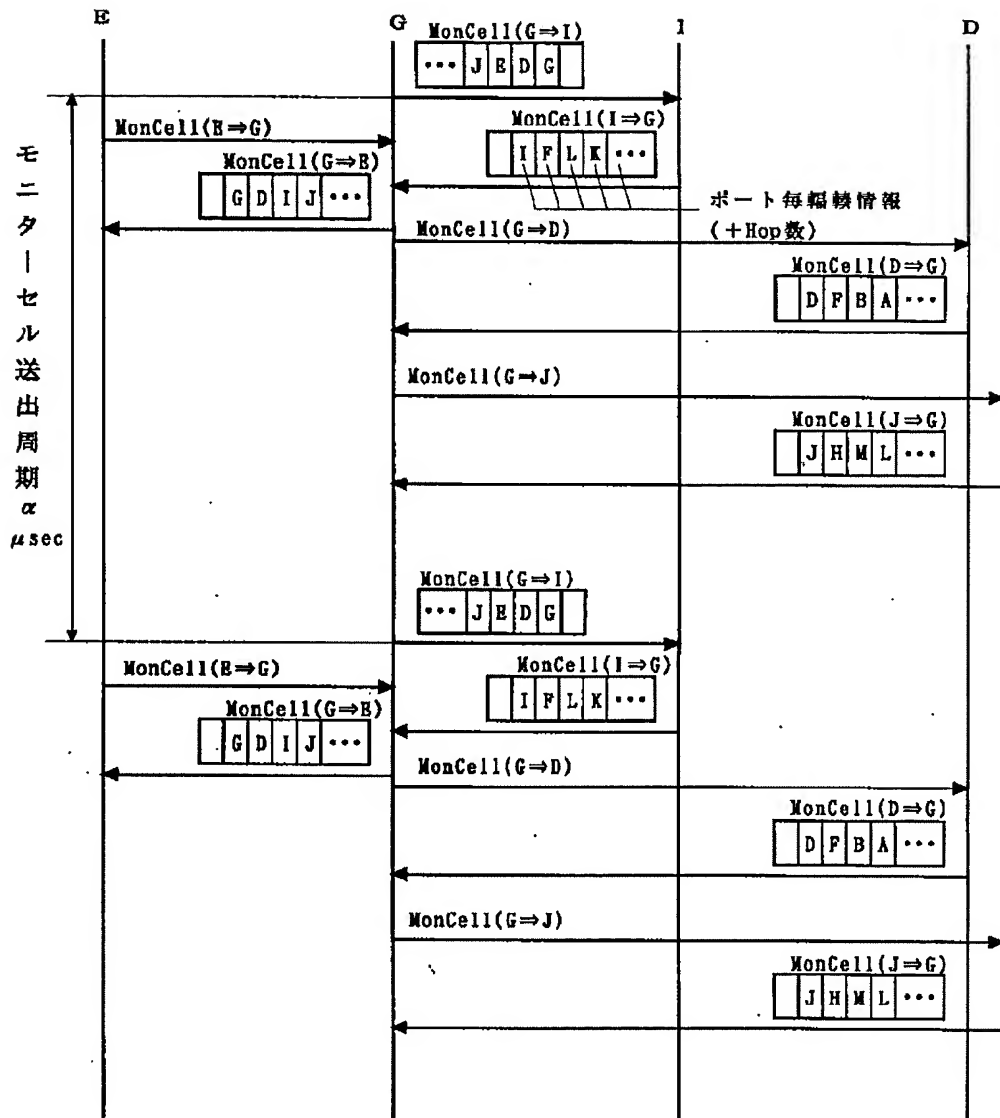 E G I D
MonCell(G⇒I)
••• J E D G
MonCell(E⇒G)
MonCell(I⇒G)
I F L K •••
MonCell(G⇒E)
G D I J •••
ポート毎輻輳情報
(+Hop数)
MonCell(G⇒D)
MonCell(D⇒G)
D F B A •••
MonCell(G⇒J)
MonCell(J⇒G)
J H M L •••
モニターセル送出周期α
μsec
MonCell(G⇒I)
••• J E D G
MonCell(E⇒G)
MonCell(I⇒G)
I F L K •••
MonCell(G⇒E)
G D I J •••
MonCell(G⇒D)
MonCell(D⇒G)
D F B A •••
MonCell(G⇒J)
MonCell(J⇒G)
J H M L •••